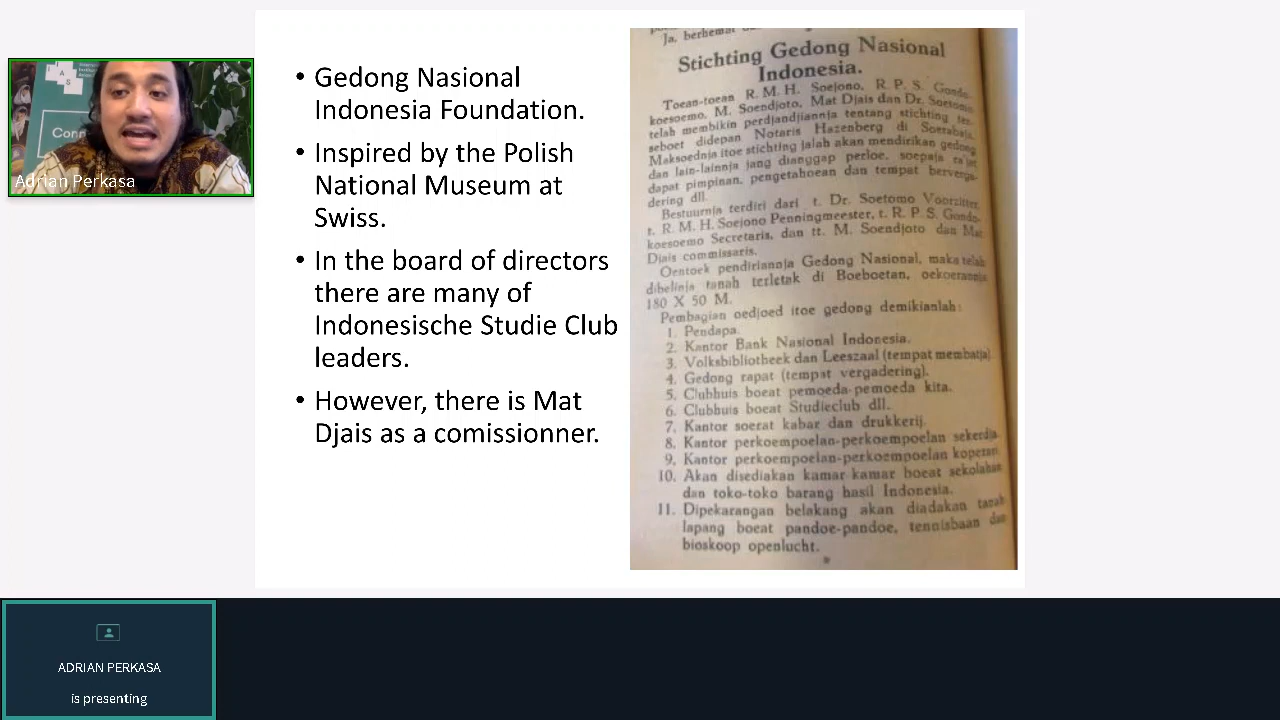 Conn
Adrian Perkasa
• Gedong Nasional
Indonesia Foundation.
• Inspired by the Polish
National Museum at
Swiss.
• In the board of directors
there are many of
Indonesische Studie Club
leaders.
• However, there is Mat
Djais as a comissionner.
Ja, berhemat
Stichting Gedong Nasional
Indonesia.
Toean-toean R. M. H. Soejono, R. P. S. Gondo-
koesoemo, M. Soendjoto, Mat Djais dan Dr. Soetomo
telah membikin perdjandjiannja tentang stichting ter-
seboet didepan Notaris Hazenberg di Soerabaja.
Maksoednja itoe stichting jalah akan mendirikan gedong
dan lain-lainnja jang dianggap perloe, soepaja ra'jat
dapat pimpinan, pengetahoean dan tempat berverga-
dering dll.
Bestuurnja terdiri dari t. Dr. Soetomo Voorzitter,
t. R. M. H. Soejono Penningmeester, t. R. P. S. Gondo-
koesoemo Secretaris, dan tt. M. Soendjoto dan Mat
Djais commissaris.
Oentoek pendiriannja Gedong Nasional, maka telah
dibelinja tanah terletak di Boeboetan, oekoerannja
180 X 50 M.
Pembagian oedjoed itoe gedong demikianlah:
1. Pendapa.
2. Kantor Bank Nasional Indonesia.
3. Volksbibliotheek dan Leeszaal (tempat membatja).
4. Gedong rapat (tempat vergadering).
5. Clubhuis boeat pemoeda-pemoeda kita.
6. Clubhuis boeat Studieclub dll.
7. Kantor soerat kabar dan drukkerij.
8. Kantor perkoempoelan-perkoempoelan sekerdja.
9. Kantor perkoempoelan-perkoempoelan koperasi.
10. Akan disediakan kamar-kamar boeat sekolahan
dan toko-toko barang hasil Indonesia.
11. Dipekarangan belakang akan diadakan tanah
lapang boeat pandoe-pandoe, tennisbaan dan
bioskoop openlucht.
ADRIAN PERKASA
is presenting